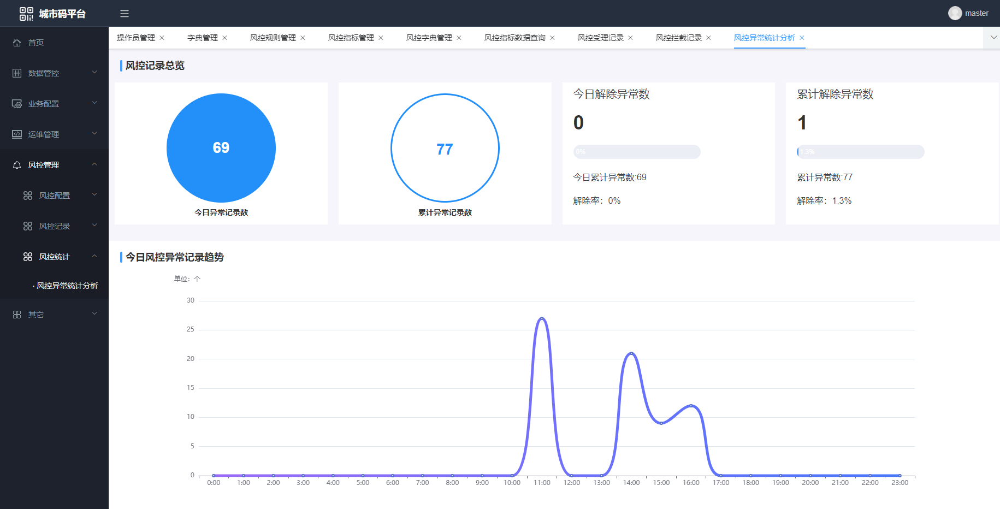 城市码平台
master
首页
数据管控
业务配置
运维管理
风控管理
风控配置
风控记录
风控统计
· 风控异常统计分析
其它
操作员管理 × 字典管理 × 风控规则管理 × 风控指标管理 × 风控字典管理 × 风控指标数据查询 × 风控受理记录 × 风控拦截记录 × 风控异常统计分析 ×
风控记录总览
69
今日异常记录数
77
累计异常记录数
今日解除异常数
0
0%
今日累计异常数:69
解除率：0%
累计解除异常数
1
1.3%
累计异常数:77
解除率：1.3%
今日风控异常记录趋势
单位：个
30
25
20
15
10
5
0
0:00 1:00 2:00 3:00 4:00 5:00 6:00 7:00 8:00 9:00 10:00 11:00 12:00 13:00 14:00 15:00 16:00 17:00 18:00 19:00 20:00 21:00 22:00 23:00